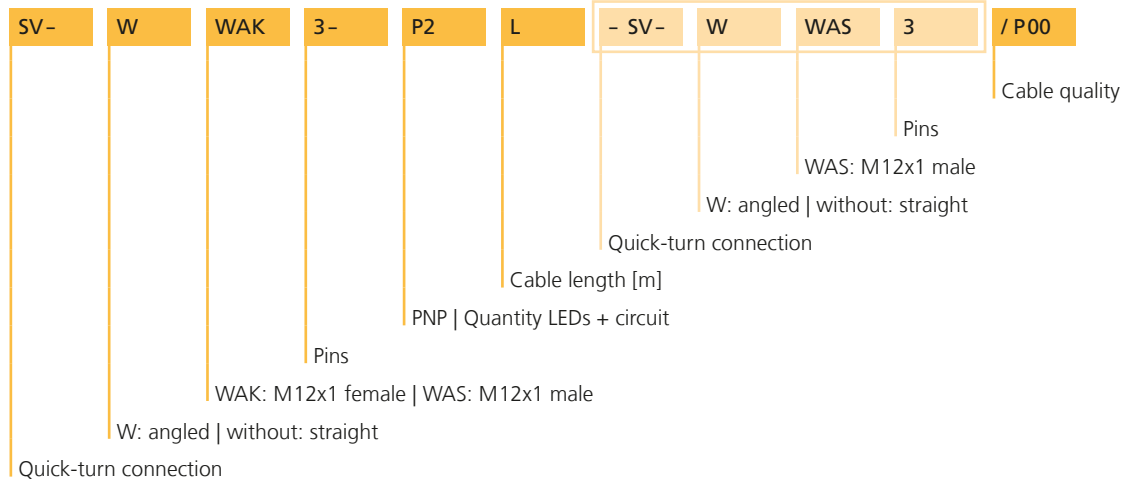 SV– W WAK 3– P2 L – SV– W WAS 3 / P00
Cable quality
Pins
WAS: M12x1 male
W: angled | without: straight
Quick-turn connection
Cable length [m]
PNP | Quantity LEDs + circuit
Pins
WAK: M12x1 female | WAS: M12x1 male
W: angled | without: straight
Quick-turn connection